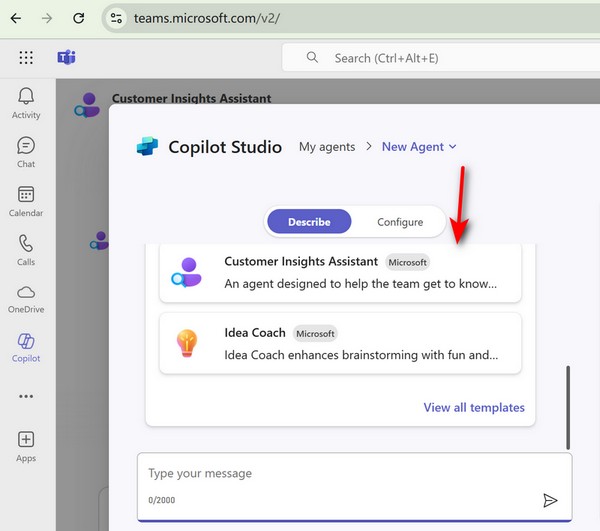 teams.microsoft.com/v2/
Search (Ctrl+Alt+E)
Activity
Chat
Calendar
Calls
OneDrive
Copilot
Apps
Customer Insights Assistant
Copilot Studio My agents > New Agent
Describe Configure
Customer Insights Assistant Microsoft
An agent designed to help the team get to know...
Idea Coach Microsoft
Idea Coach enhances brainstorming with fun and...
View all templates
Type your message
0/2000